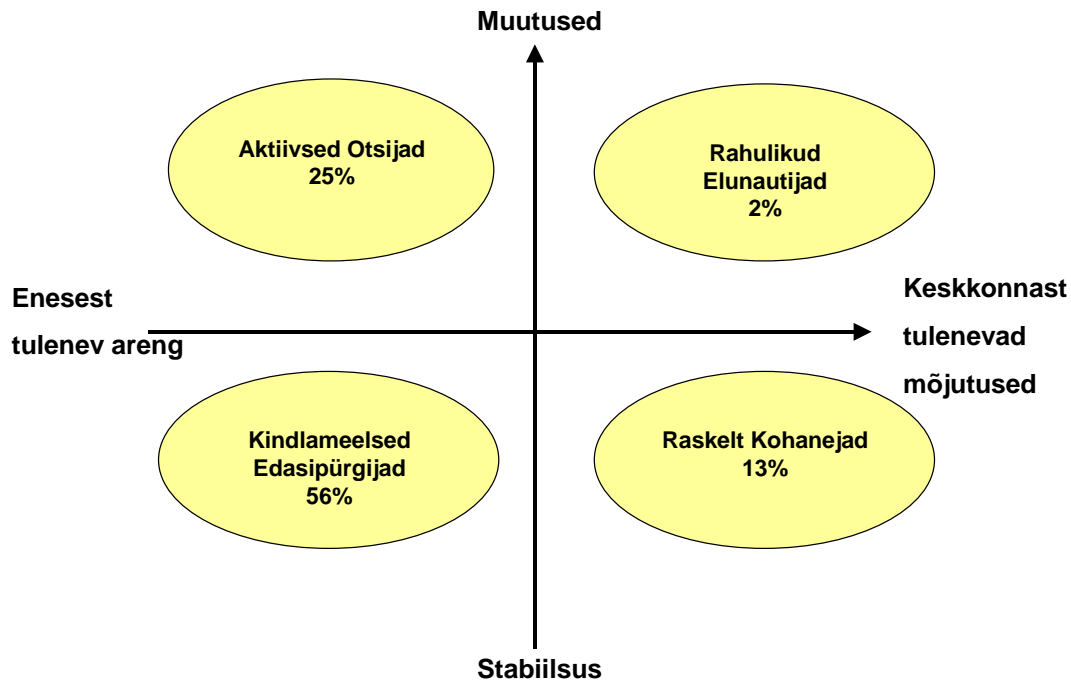 Muutused
Aktiivsed Otsijad
25%
Rahulikud
Elunautijad
2%
Enesest
tulenev areng
Keskkonnast
tulenevad
mõjutused
Kindlameelsed
Edasipürgijad
56%
Raskelt Kohanejad
13%
Stabiilsus